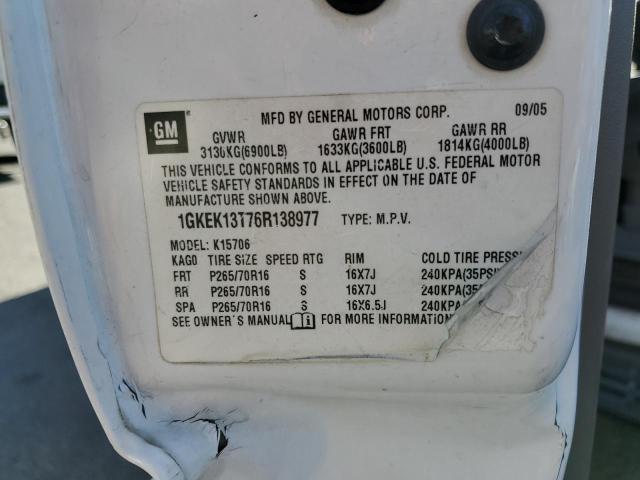 GM
MFD BY GENERAL MOTORS CORP. 09/05
GVWR GAWR FRT GAWR RR
3130KG(6900LB) 1633KG(3600LB) 1814KG(4000LB)
THIS VEHICLE CONFORMS TO ALL APPLICABLE U.S. FEDERAL MOTOR
VEHICLE SAFETY STANDARDS IN EFFECT ON THE DATE OF
MANUFACTURE SHOWN ABOVE.
1GKEK13T76R138977 TYPE: M.P.V.
MODEL: K15706
KAGO TIRE SIZE SPEED RTG RIM COLD TIRE PRESS
FRT P265/70R16 S 16X7J 240KPA(35PSI
RR P265/70R16 S 16X7J 240KPA(35
SPA P265/70R16 S 16X6.5J 240KPA
SEE OWNER'S MANUAL FOR MORE INFORMATION